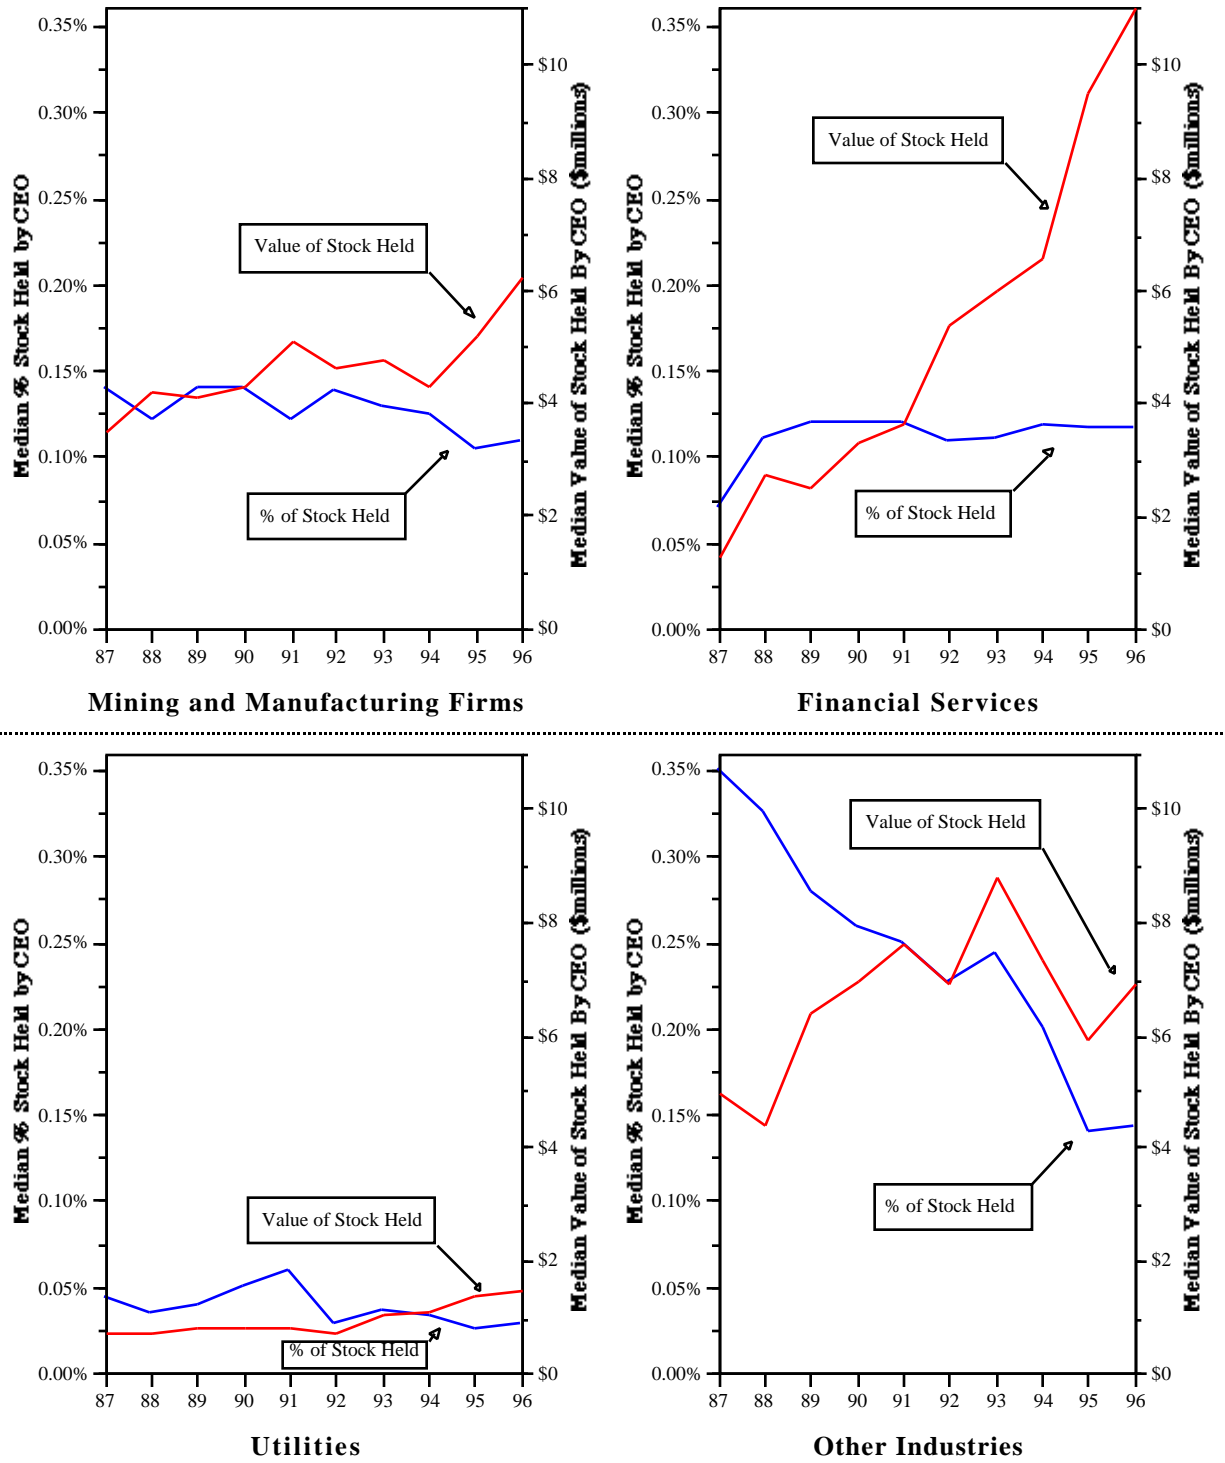 0.35%
0.30%
0.25%
0.20%
0.15%
0.10%
0.05%
0.00%
Median % Stock Held by CEO
Value of Stock Held
% of Stock Held
$10
$8
$6
$4
$2
$0
Median Value of Stock Held By CEO ($millions)
87 88 89 90 91 92 93 94 95 96
Mining and Manufacturing Firms
0.35%
0.30%
0.25%
0.20%
0.15%
0.10%
0.05%
0.00%
Median % Stock Held by CEO
Value of Stock Held
% of Stock Held
$10
$8
$6
$4
$2
$0
Median Value of Stock Held By CEO ($millions)
87 88 89 90 91 92 93 94 95 96
Financial Services
0.35%
0.30%
0.25%
0.20%
0.15%
0.10%
0.05%
0.00%
Median % Stock Held by CEO
Value of Stock Held
% of Stock Held
$10
$8
$6
$4
$2
$0
Median Value of Stock Held By CEO ($millions)
87 88 89 90 91 92 93 94 95 96
Utilities
0.35%
0.30%
0.25%
0.20%
0.15%
0.10%
0.05%
0.00%
Median % Stock Held by CEO
Value of Stock Held
% of Stock Held
$10
$8
$6
$4
$2
$0
Median Value of Stock Held By CEO ($millions)
87 88 89 90 91 92 93 94 95 96
Other Industries